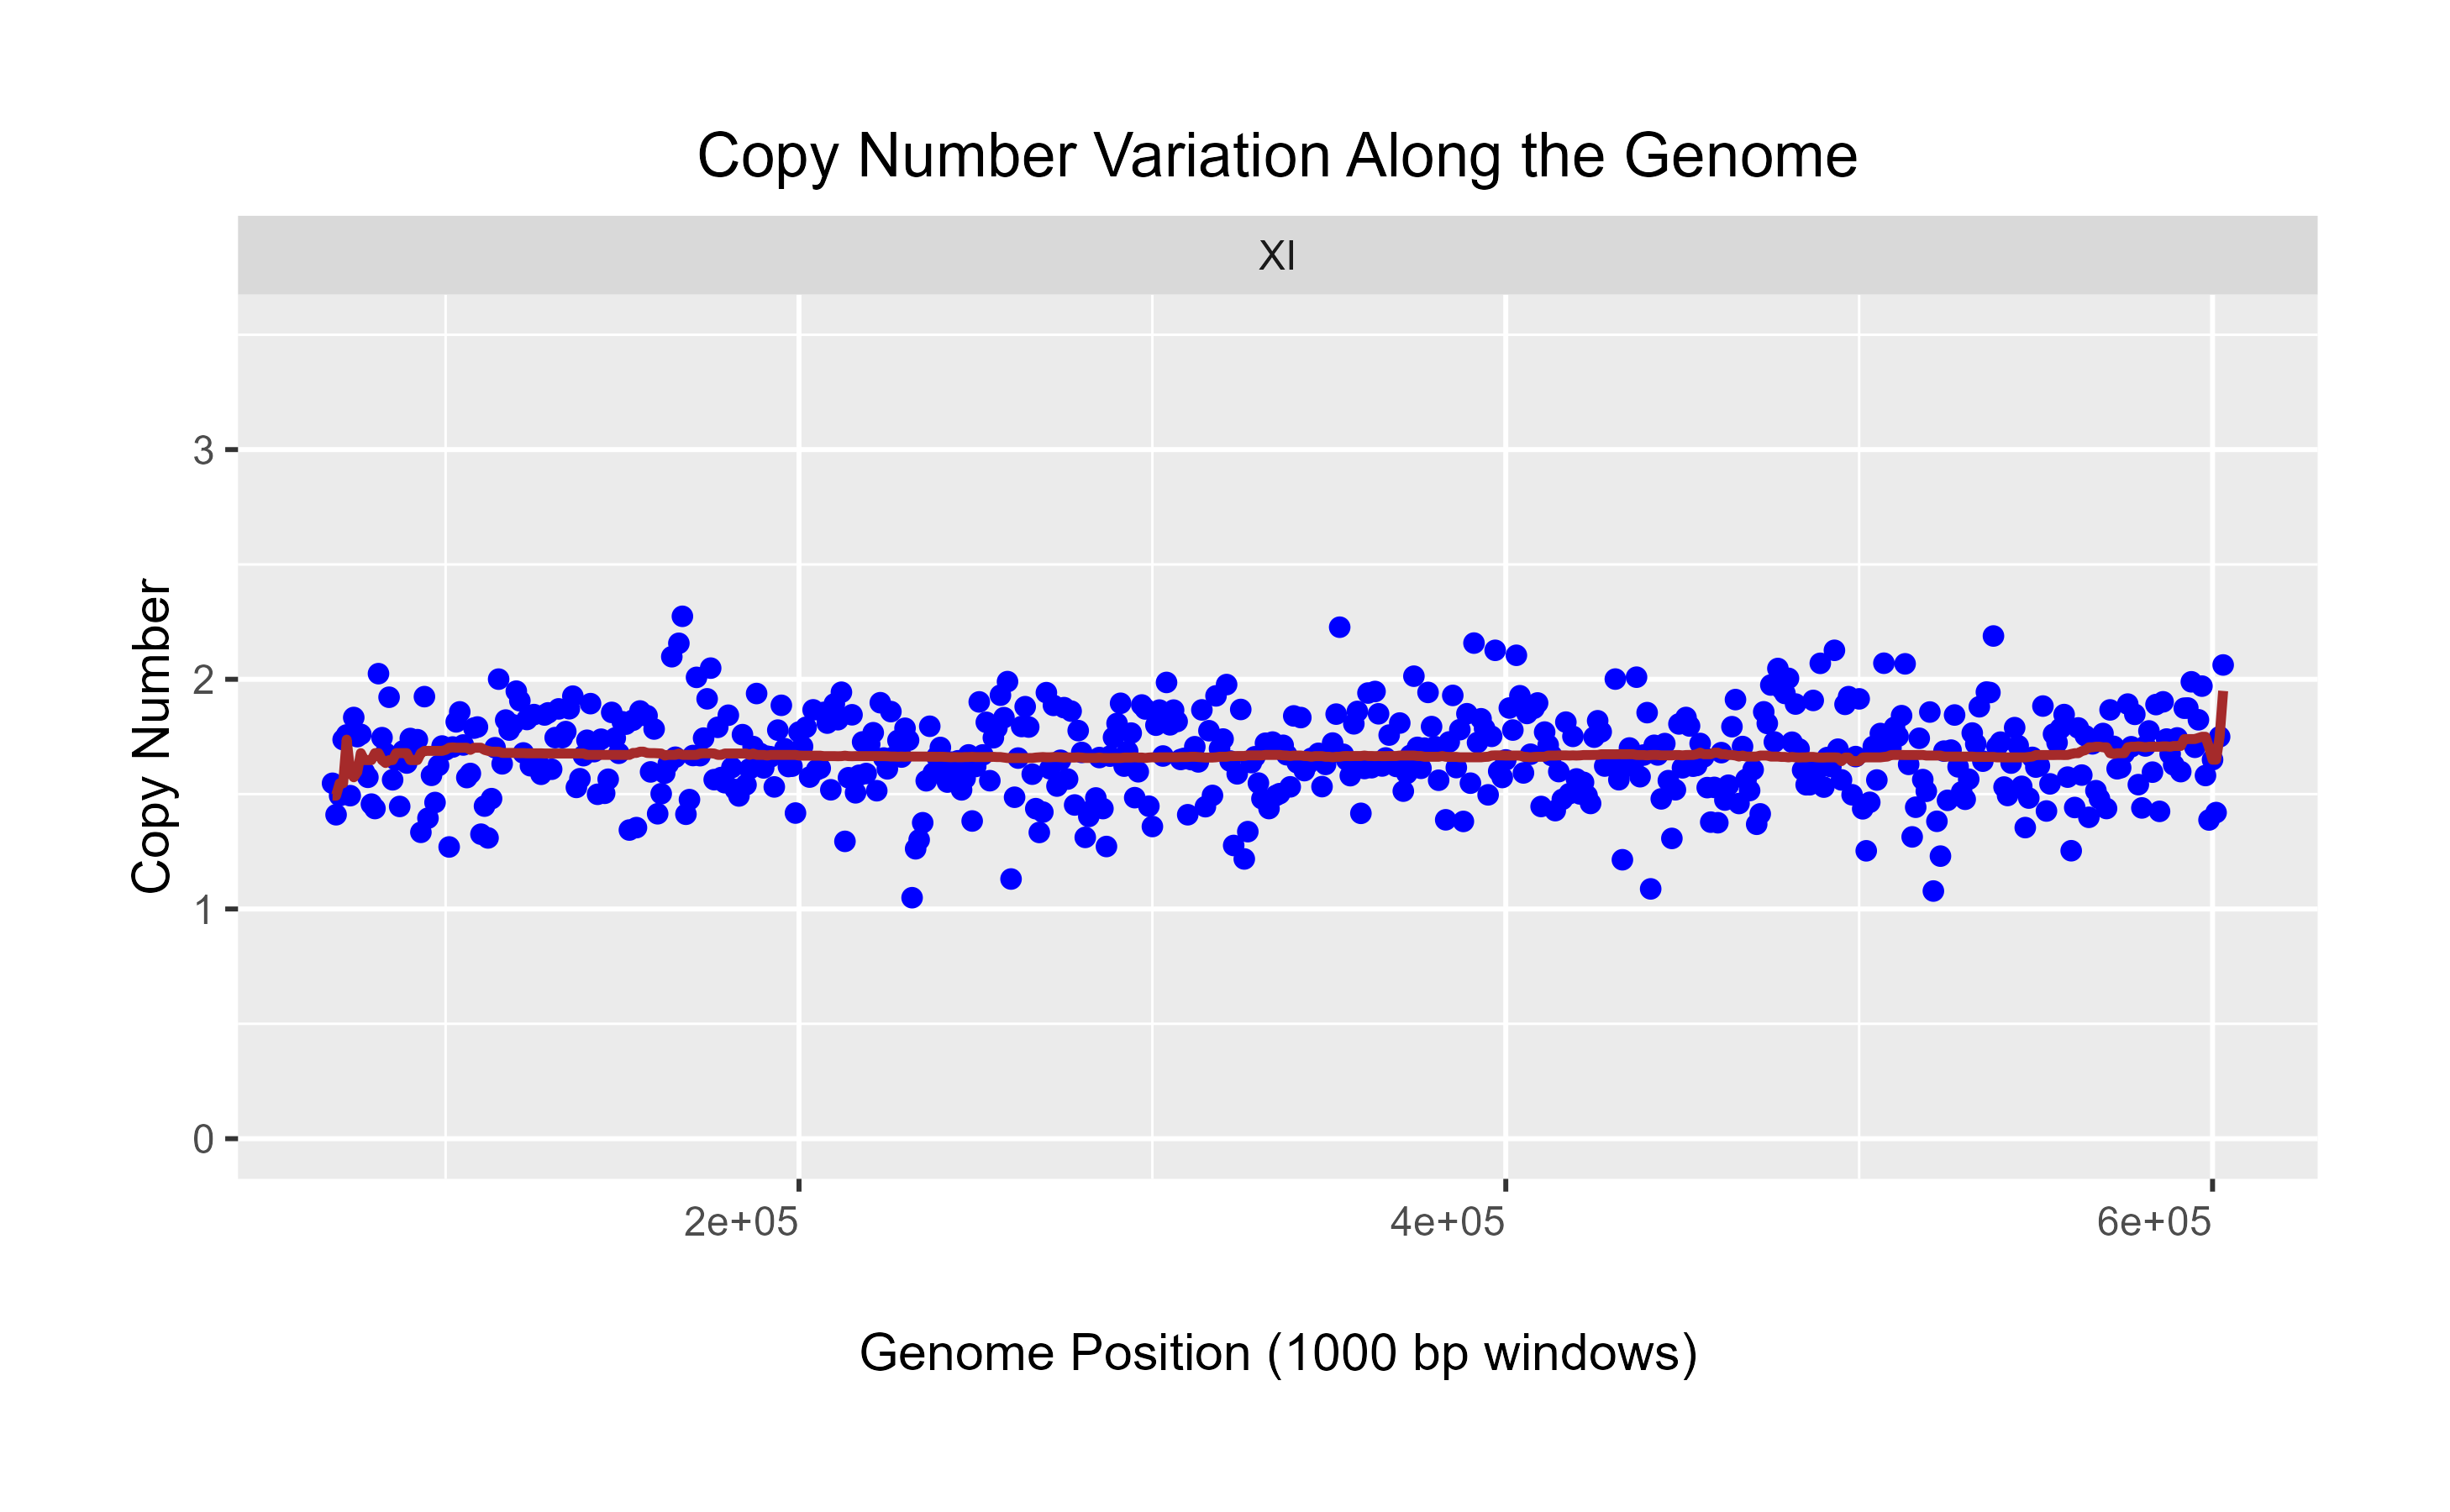 Copy Number Variation Along the Genome
XI
Copy Number
3
2
1
0
2e+05
4e+05
6e+05
Genome Position (1000 bp windows)